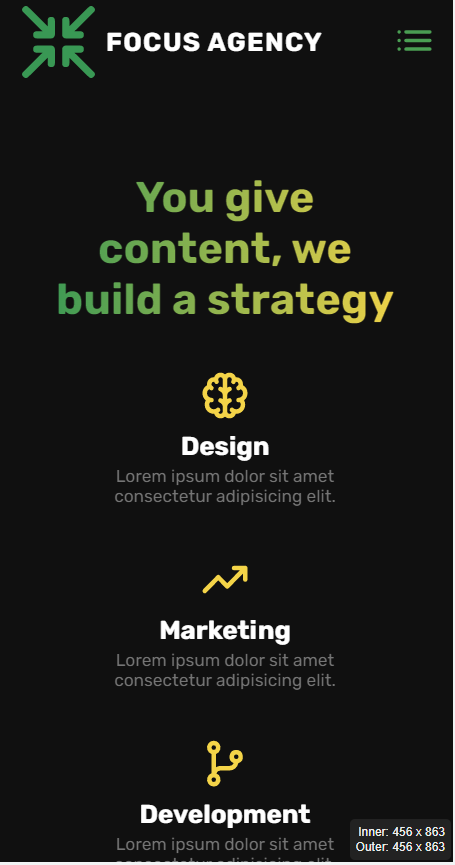 FOCUS AGENCY
You give
content, we
build a strategy
Design
Lorem ipsum dolor sit amet
consectetur adipisicing elit.
Marketing
Lorem ipsum dolor sit amet
consectetur adipisicing elit.
Development
Lorem ipsum dolor sit amet
Inner: 456 x 863
Outer: 456 x 863